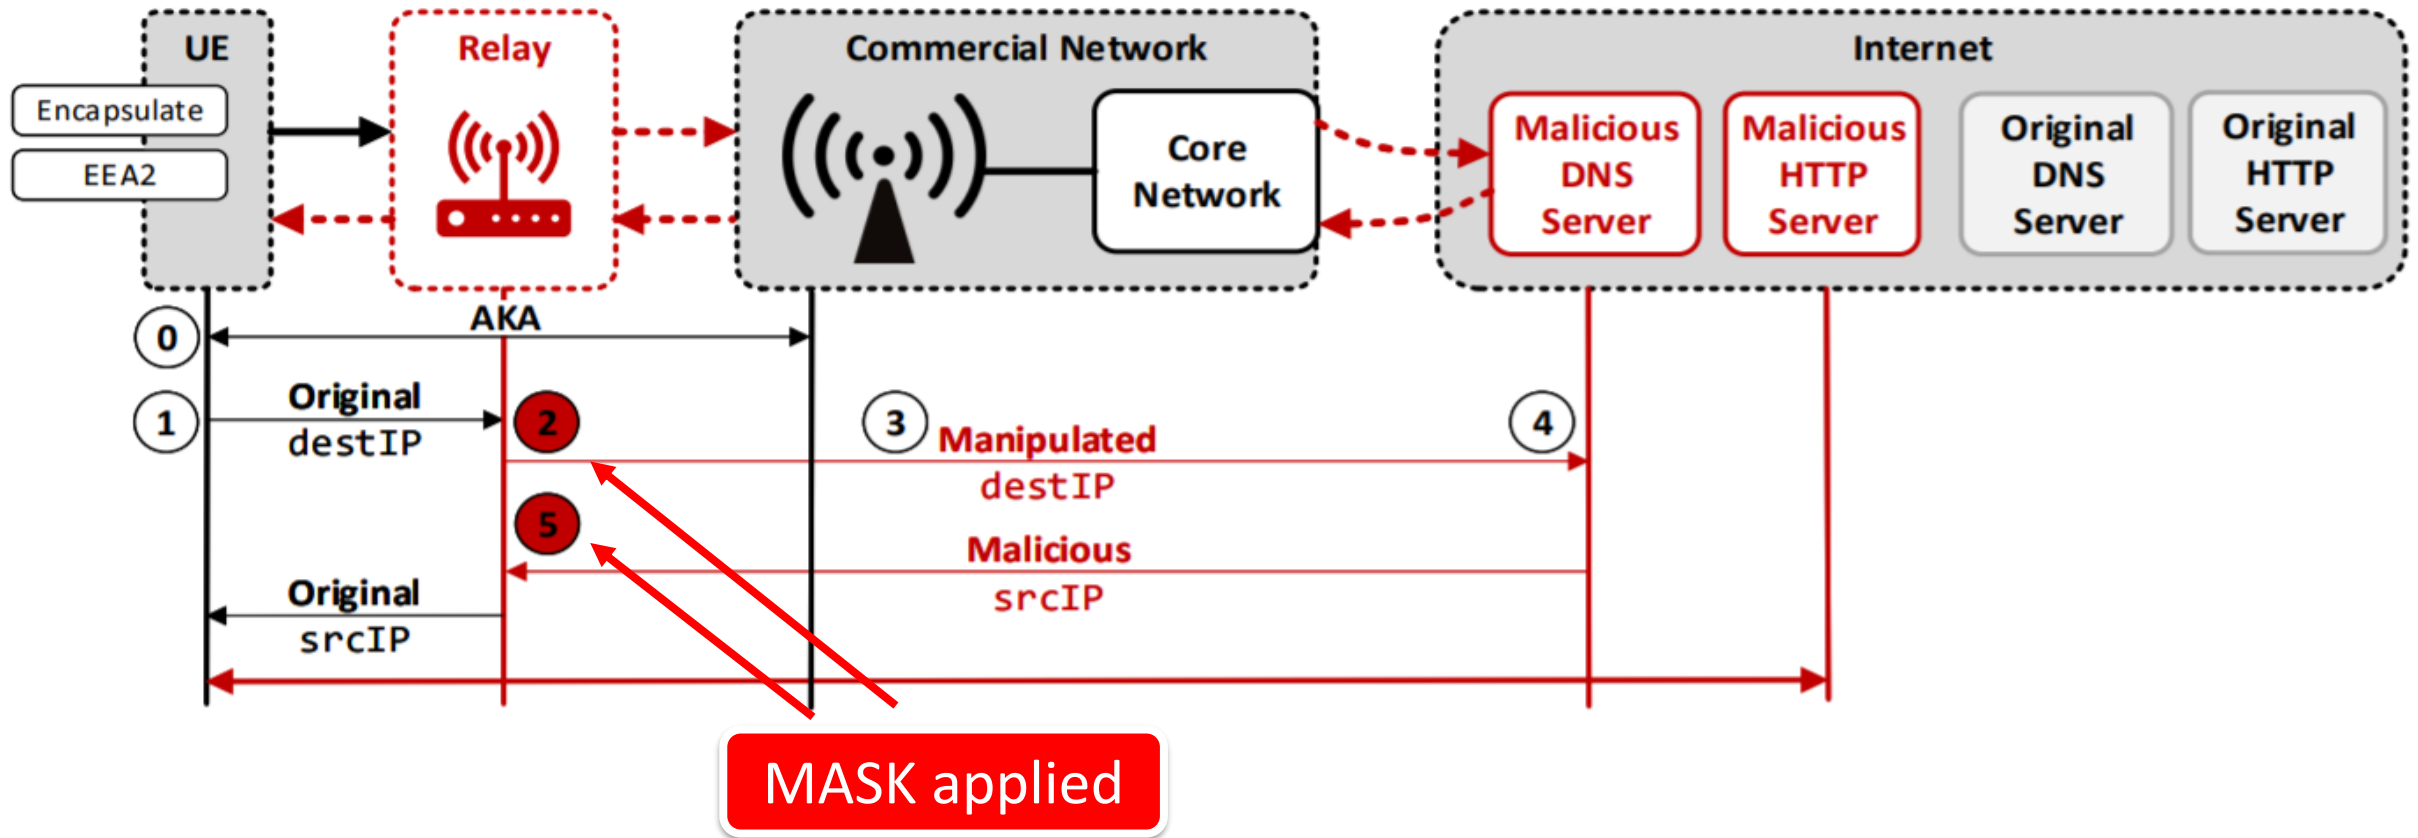 UE
Encapsulate
EEA2
Relay
Commercial Network
Core
Network
Internet
Malicious
DNS
Server
Malicious
HTTP
Server
Original
DNS
Server
Original
HTTP
Server
0
AKA
1
Original
destIP
2
3
Manipulated
destIP
4
5
Malicious
srcIP
Original
srcIP
MASK applied